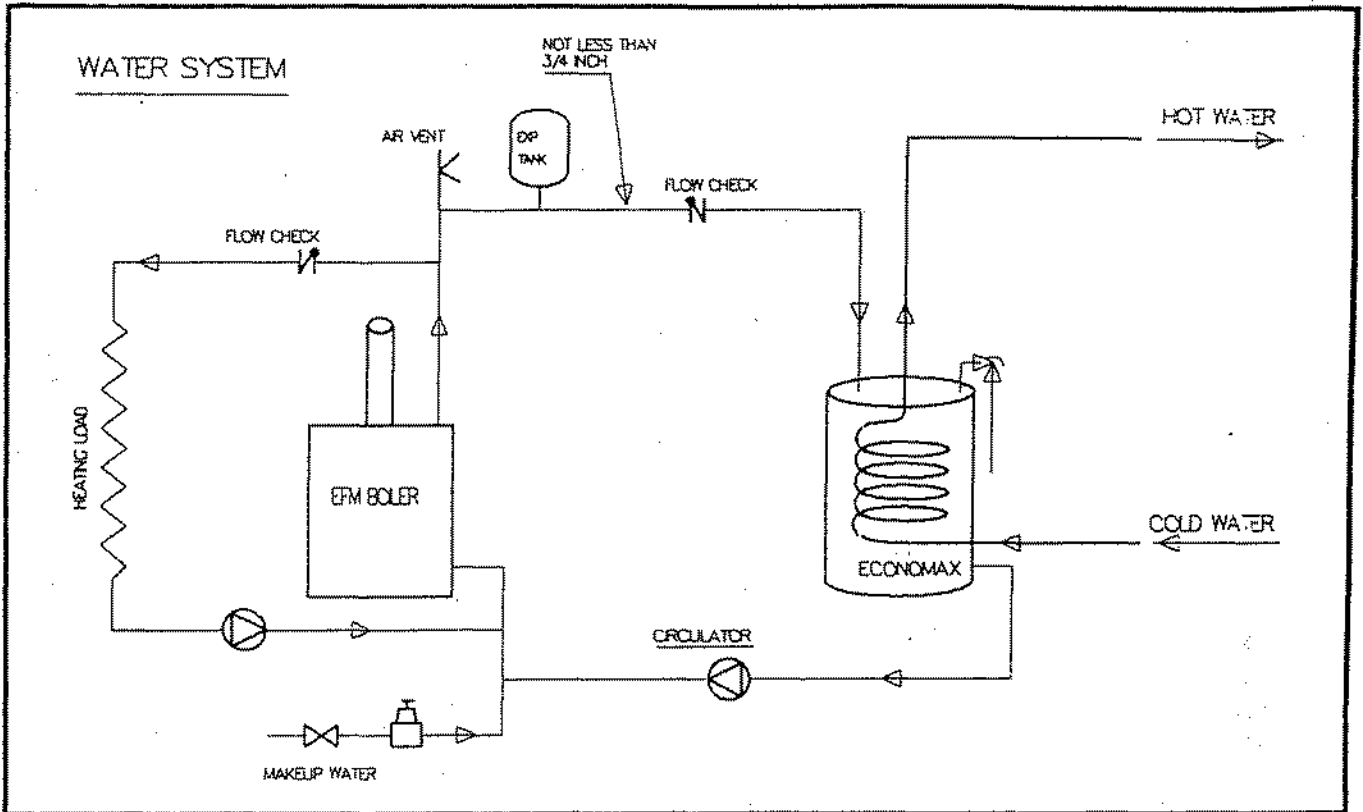 WATER SYSTEM
NOT LESS THAN
3/4 INCH
HOT WATER
AIR VENT
EXP
TANK
FLOW CHECK
FLOW CHECK
HEATING LOAD
EFM BOILER
COLD WATER
ECONOMAX
CIRCULATOR
MAKEUP WATER